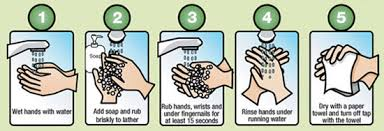 1
2
3
4
5
Soap
Wet hands with water
Add soap and rub
briskly to lather
Rub hands, wrists and
under fingernails for
at least 15 seconds
Rinse hands under
running water
Dry with a paper
towel and turn off tap
with the towel